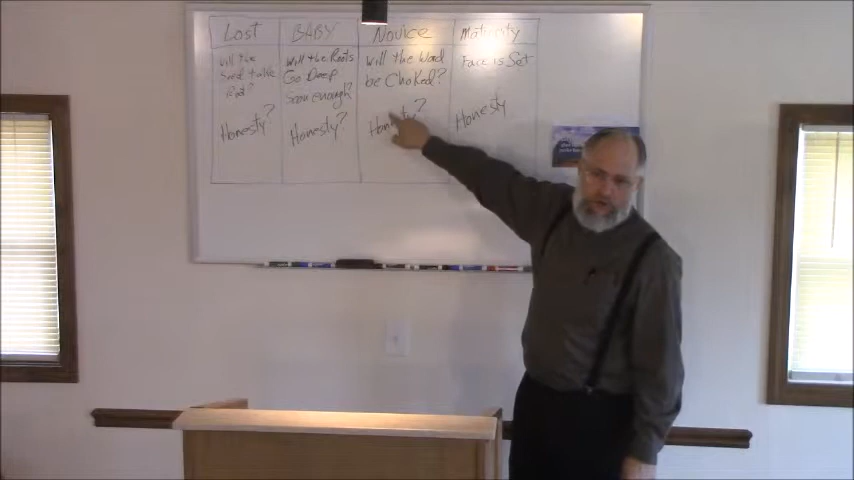 Lost
BABY
Novice
Maturity
will the
Seed take
Root?
will the Roots
Go Deep
Soon enough?
will the Word
be Choked?
Face is Set
Honesty?
Honesty?
Honesty?
Honesty